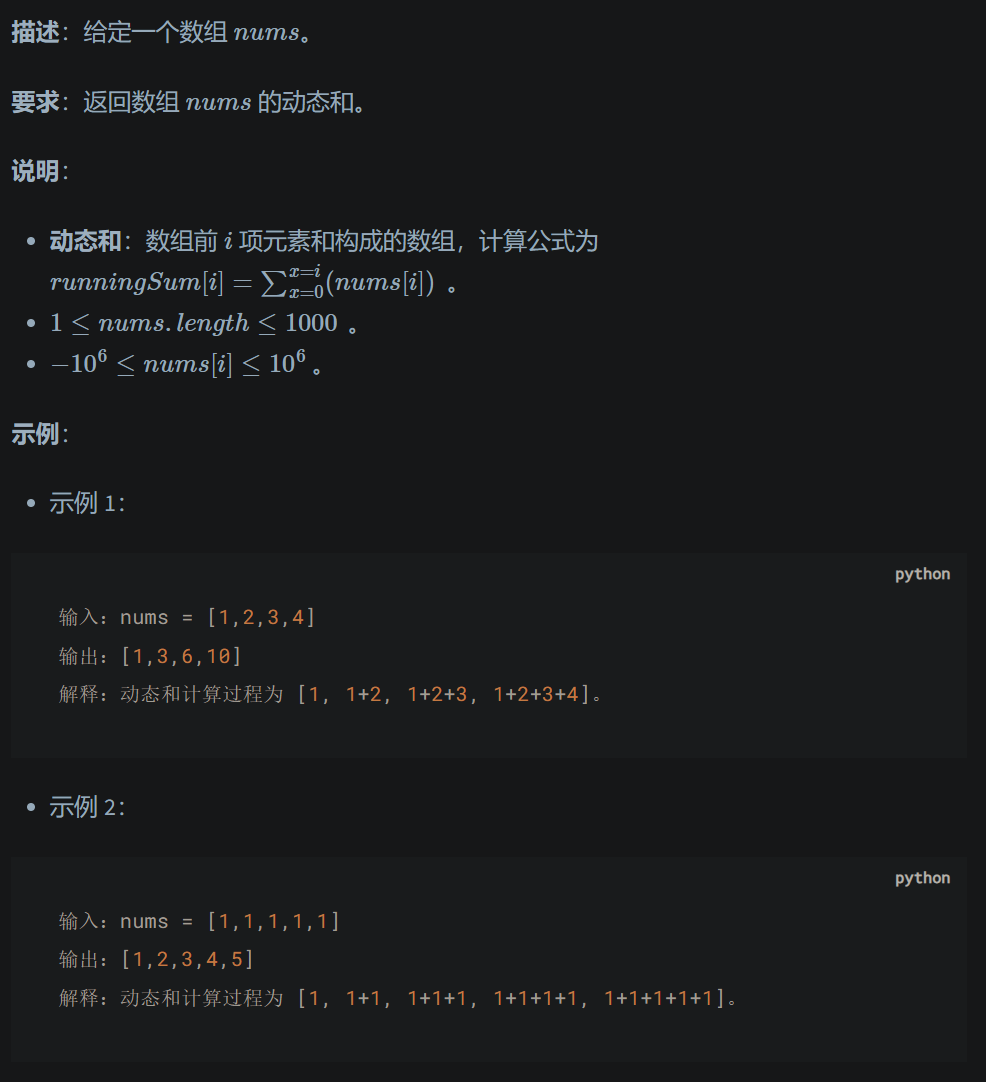 描述：给定一个数组 nums。
要求：返回数组 nums 的动态和。
说明：
• 动态和：数组前 i 项元素和构成的数组，计算公式为
runningSum[i] = ∑_{x=0}^{x=i}(nums[i]) 。
• 1 ≤ nums.length ≤ 1000 。
• −10^6 ≤ nums[i] ≤ 10^6 。
示例：
• 示例 1：
python
输入：nums = [1,2,3,4]
输出：[1,3,6,10]
解释：动态和计算过程为 [1, 1+2, 1+2+3, 1+2+3+4]。
• 示例 2：
python
输入：nums = [1,1,1,1,1]
输出：[1,2,3,4,5]
解释：动态和计算过程为 [1, 1+1, 1+1+1, 1+1+1+1, 1+1+1+1+1]。